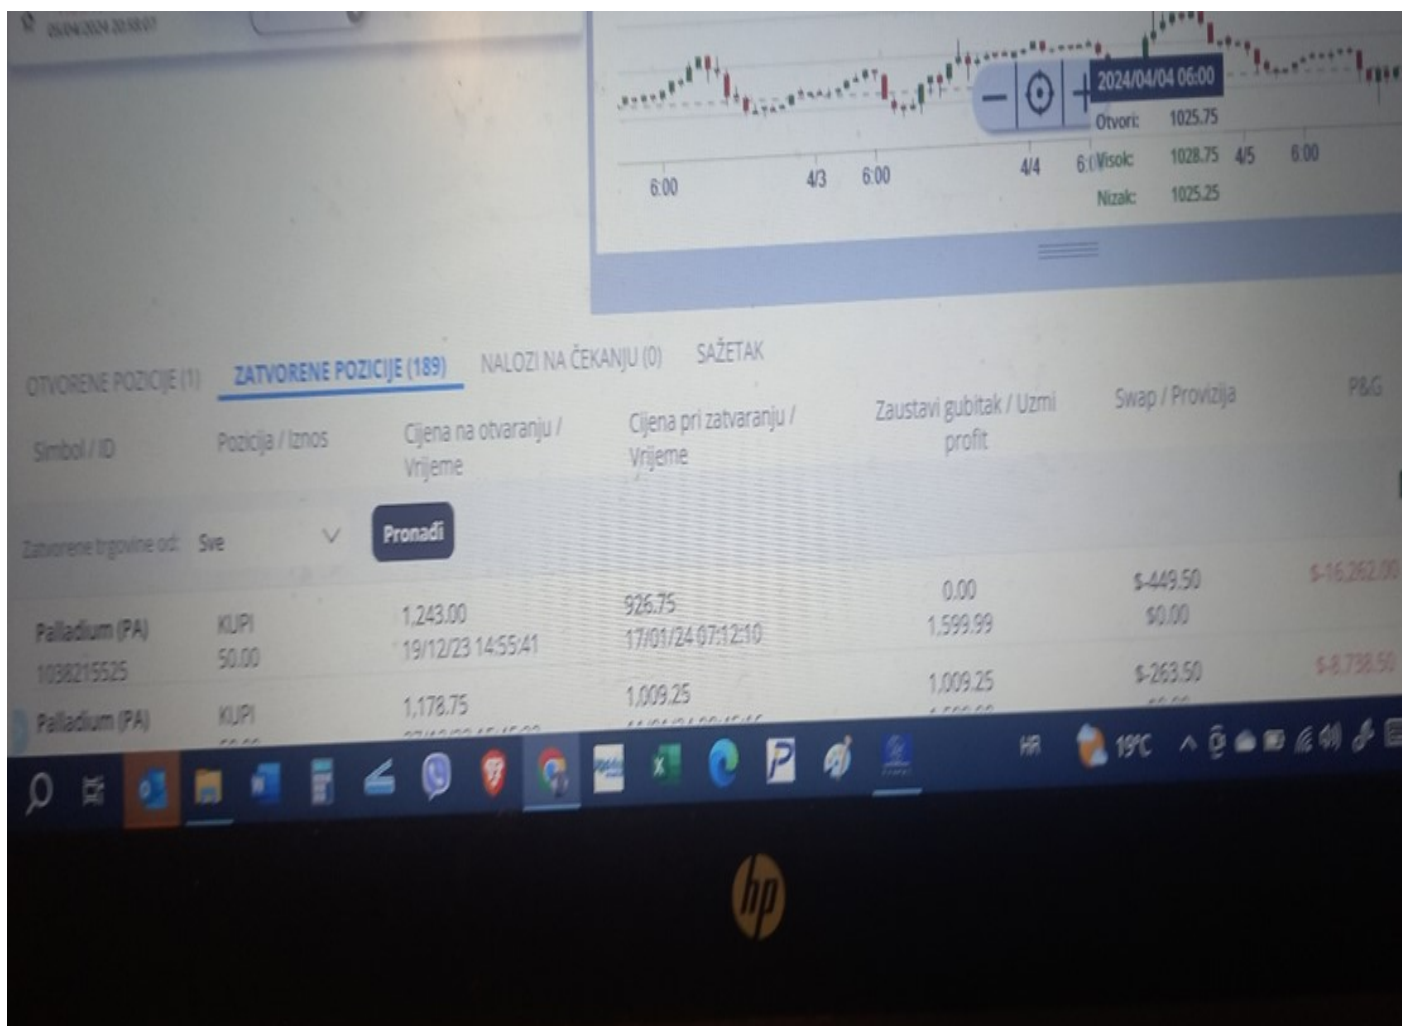 05/04/2024 20:58:07
2024/04/04 06:00
Otvori: 1025.75
Visok: 1028.75
Nizak: 1025.25
6:00 4/3 6:00 4/4 4/5 6:00
OTVORENE POZICIJE (1) ZATVORENE POZICIJE (189) NALOZI NA ČEKANJU (0) SAŽETAK
Simbol / ID Pozicija / Iznos Cijena na otvaranju / Cijena pri zatvaranju / Zaustavi gubitak / Uzmi Swap / Provizija P&G
Vrijeme Vrijeme profit
Zatvorene trgovine od: Sve Pronađi
Palladium (PA) KUPI 1,243.00 926.75 0.00 $-449.50 $-16,262.00
1038215525 50.00 19/12/23 14:55:41 17/01/24 07:12:10 1,599.99 $0.00
Palladium (PA) KUPI 1,178.75 1,009.25 1,009.25 $-263.50 $-8,738.50
HR 19°C
hp